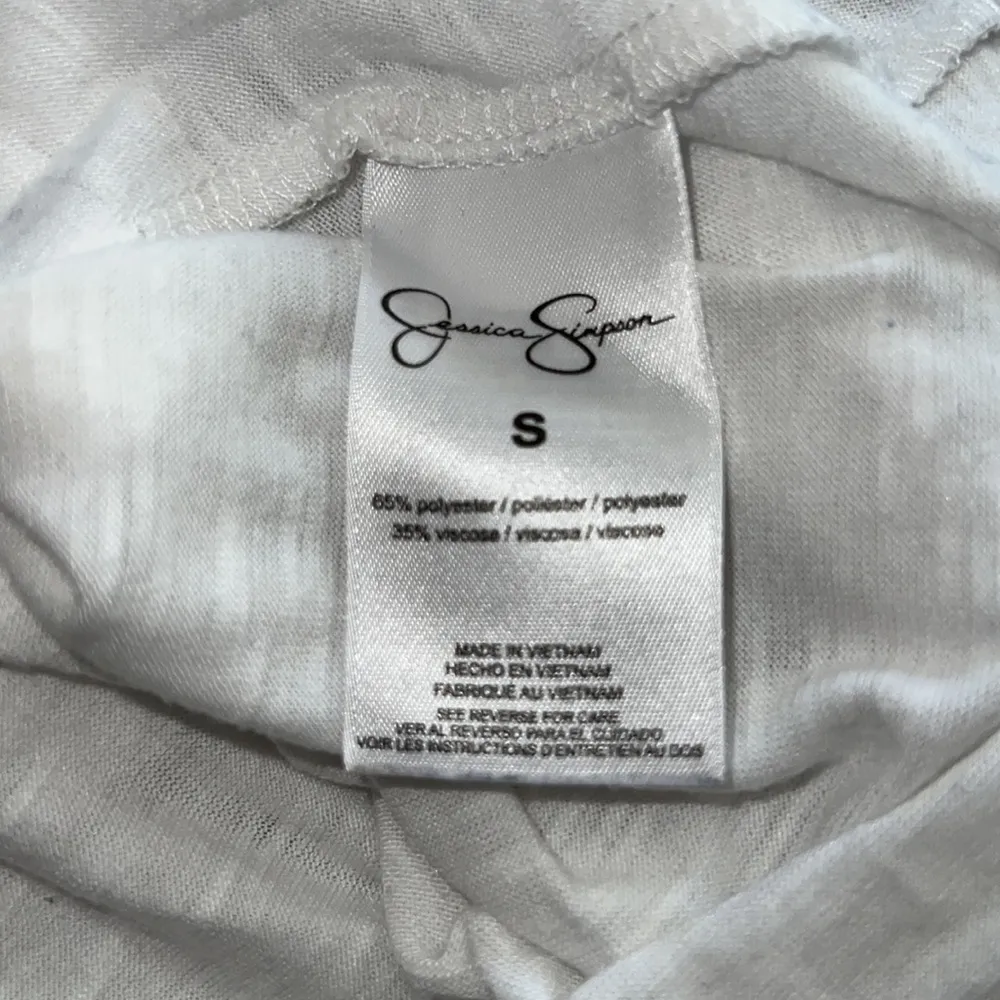 Jessica Simpson
S
65% polyester / poliéster / polyester
35% viscose / viscosa / viscose
MADE IN VIETNAM
HECHO EN VIETNAM
FABRIQUÉ AU VIETNAM
SEE REVERSE FOR CARE
VER AL REVERSO PARA EL CUIDADO
VOIR LES INSTRUCTIONS D'ENTRETIEN AU DOS